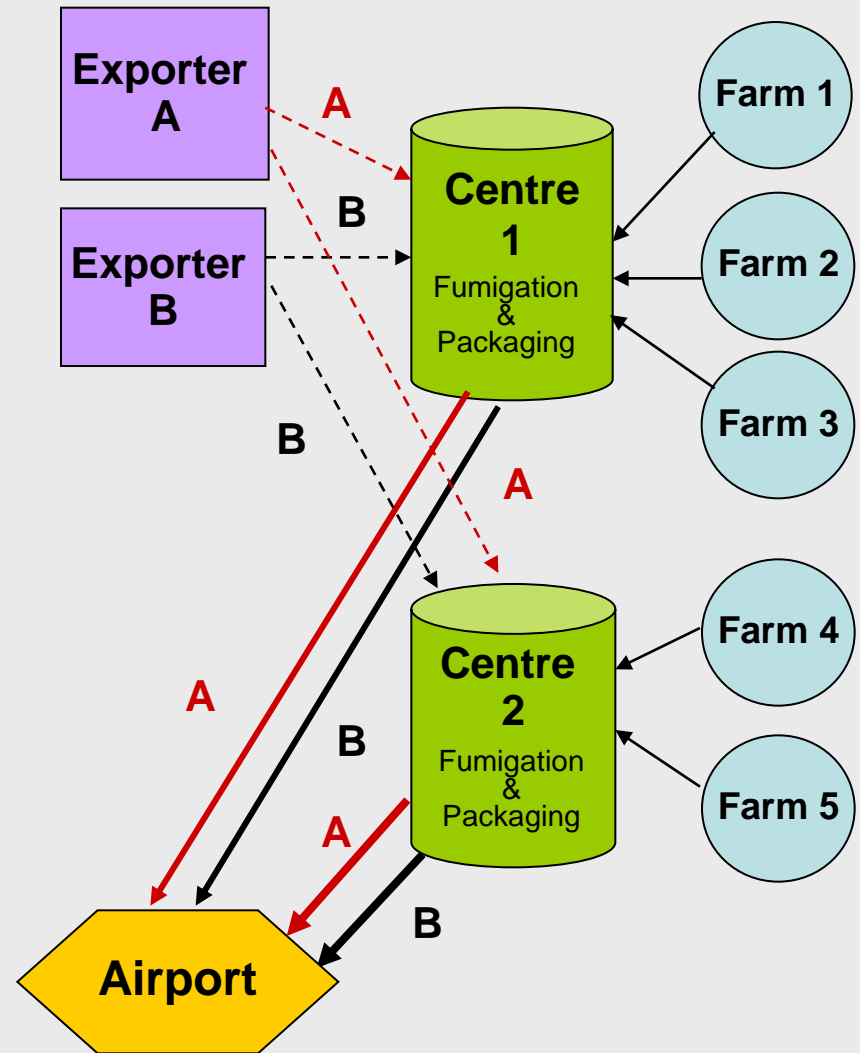 Exporter
A
A
Farm 1
Centre
1
Fumigation
&
Packaging
B
Exporter
B
Farm 2
Farm 3
B
A
Farm 4
Centre
2
Fumigation
&
Packaging
A
B
Farm 5
A
B
Airport